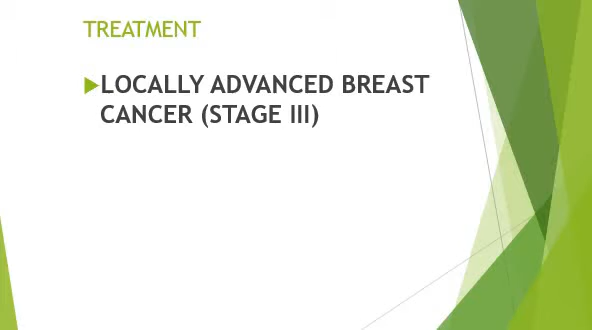 TREATMENT
LOCALLY ADVANCED BREAST
CANCER (STAGE III)